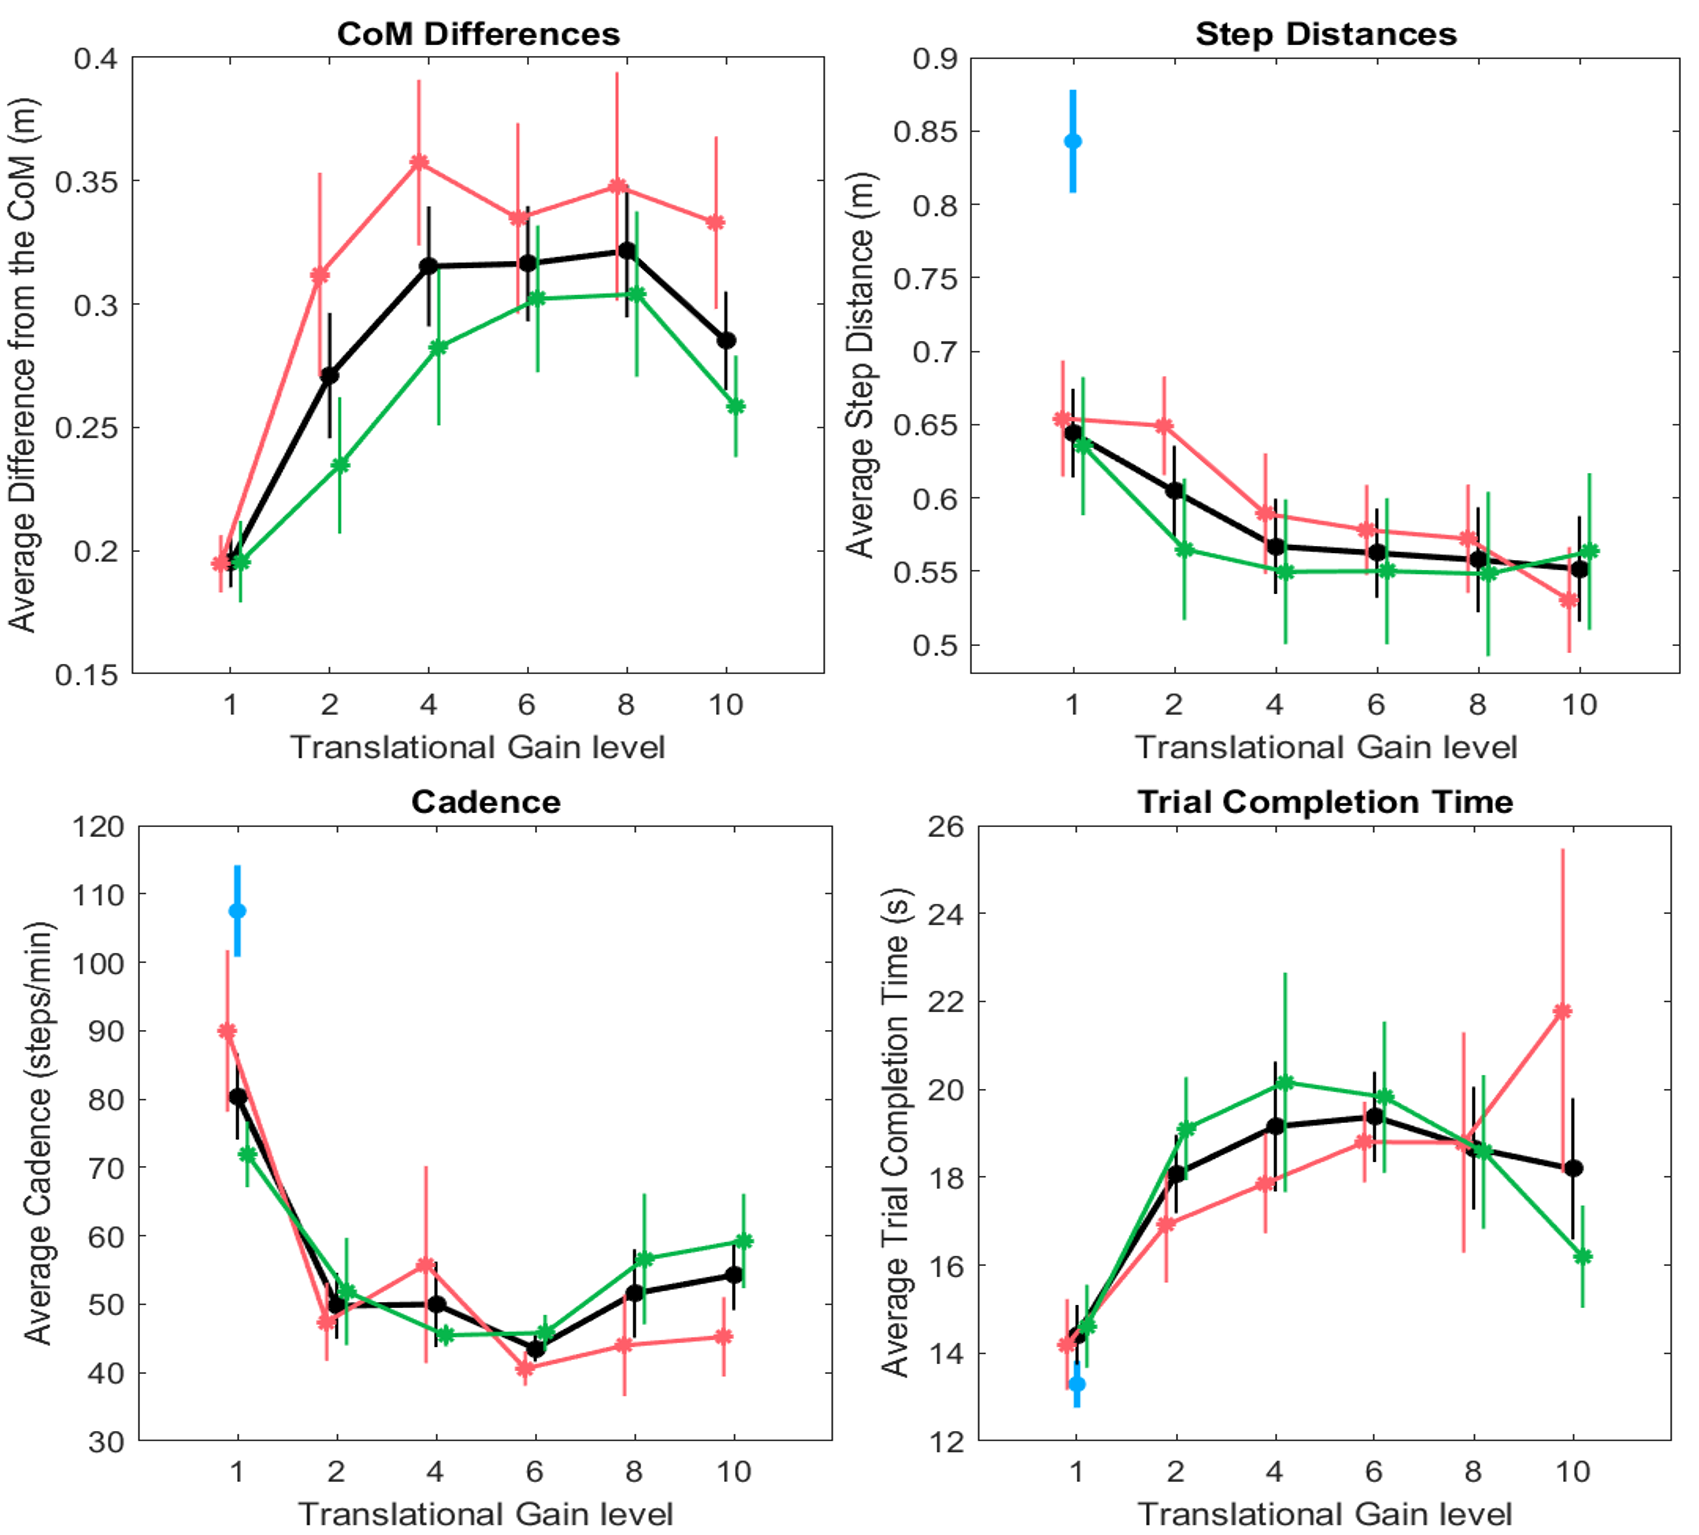 CoM Differences
Average Difference from the CoM (m)
0.4
0.35
0.3
0.25
0.2
0.15
1 2 4 6 8 10
Translational Gain level
Step Distances
Average Step Distance (m)
0.9
0.85
0.8
0.75
0.7
0.65
0.6
0.55
0.5
1 2 4 6 8 10
Translational Gain level
Cadence
Average Cadence (steps/min)
120
110
100
90
80
70
60
50
40
30
1 2 4 6 8 10
Translational Gain level
Trial Completion Time
Average Trial Completion Time (s)
26
24
22
20
18
16
14
12
1 2 4 6 8 10
Translational Gain level